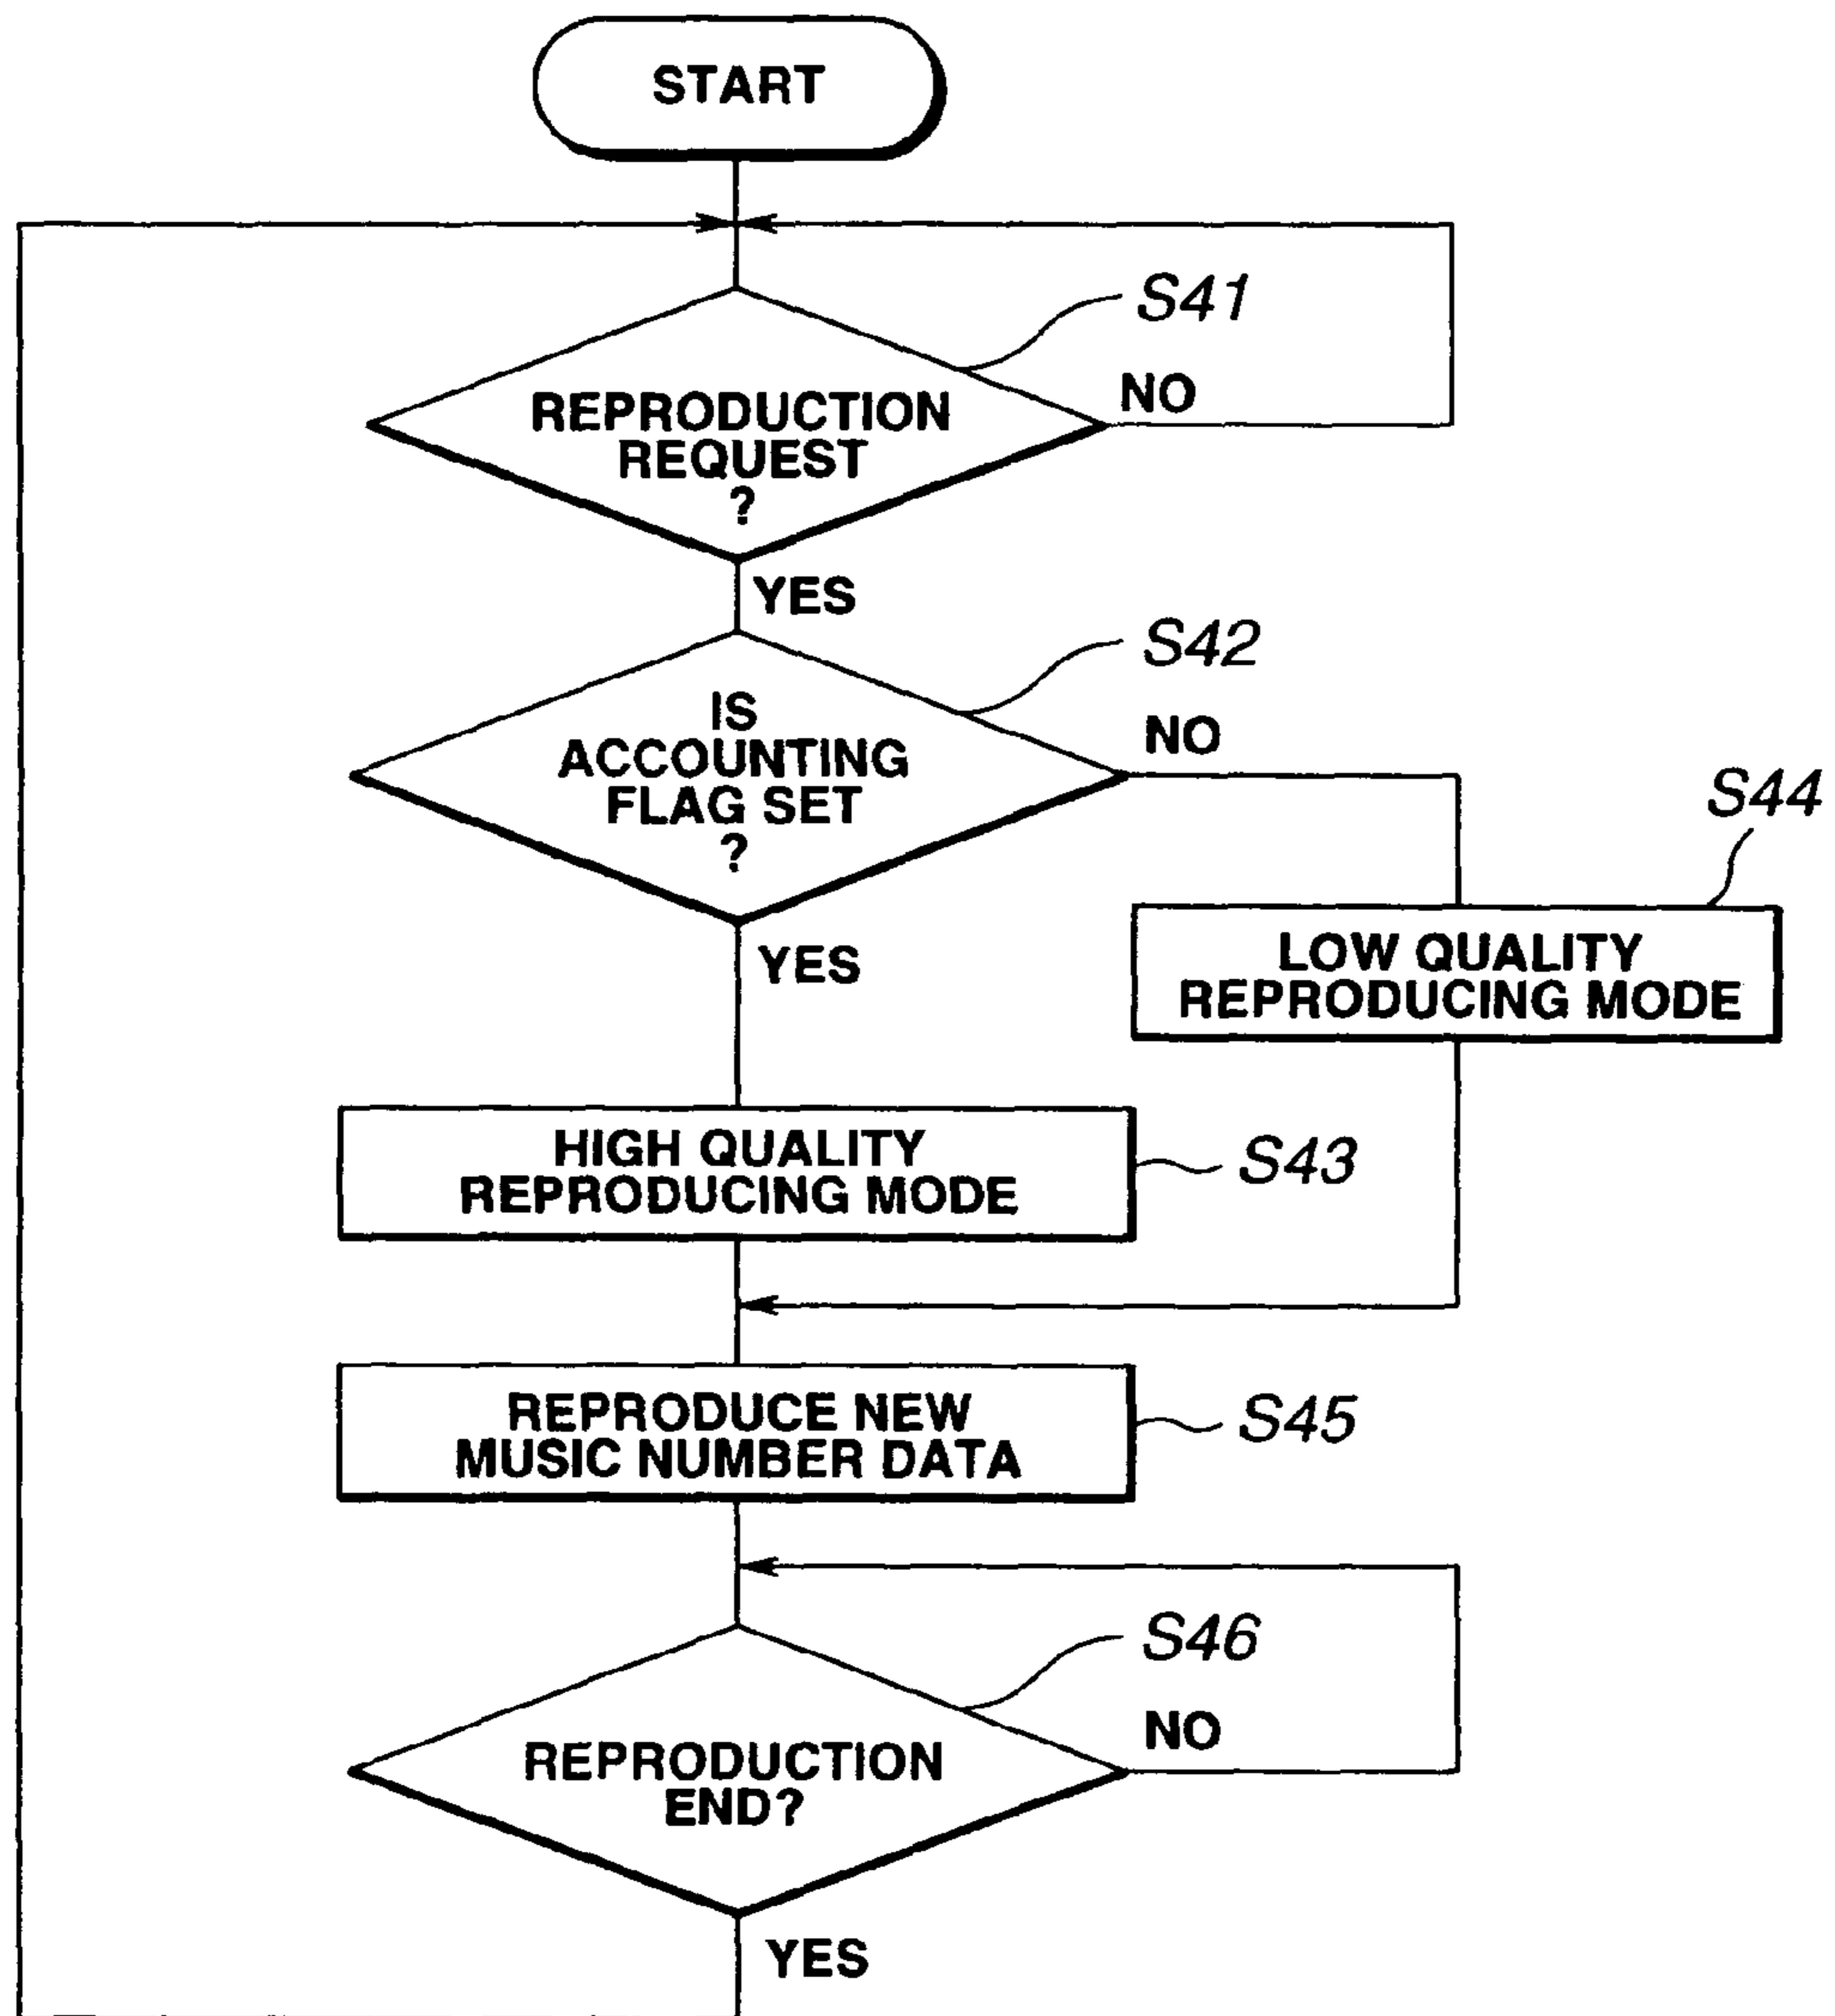 START
S41
REPRODUCTION
REQUEST
?
NO
YES
S42
IS
ACCOUNTING
FLAG SET
?
NO
S44
YES
LOW QUALITY
REPRODUCING MODE
HIGH QUALITY
REPRODUCING MODE
S43
REPRODUCE NEW
MUSIC NUMBER DATA
S45
S46
NO
REPRODUCTION
END?
YES